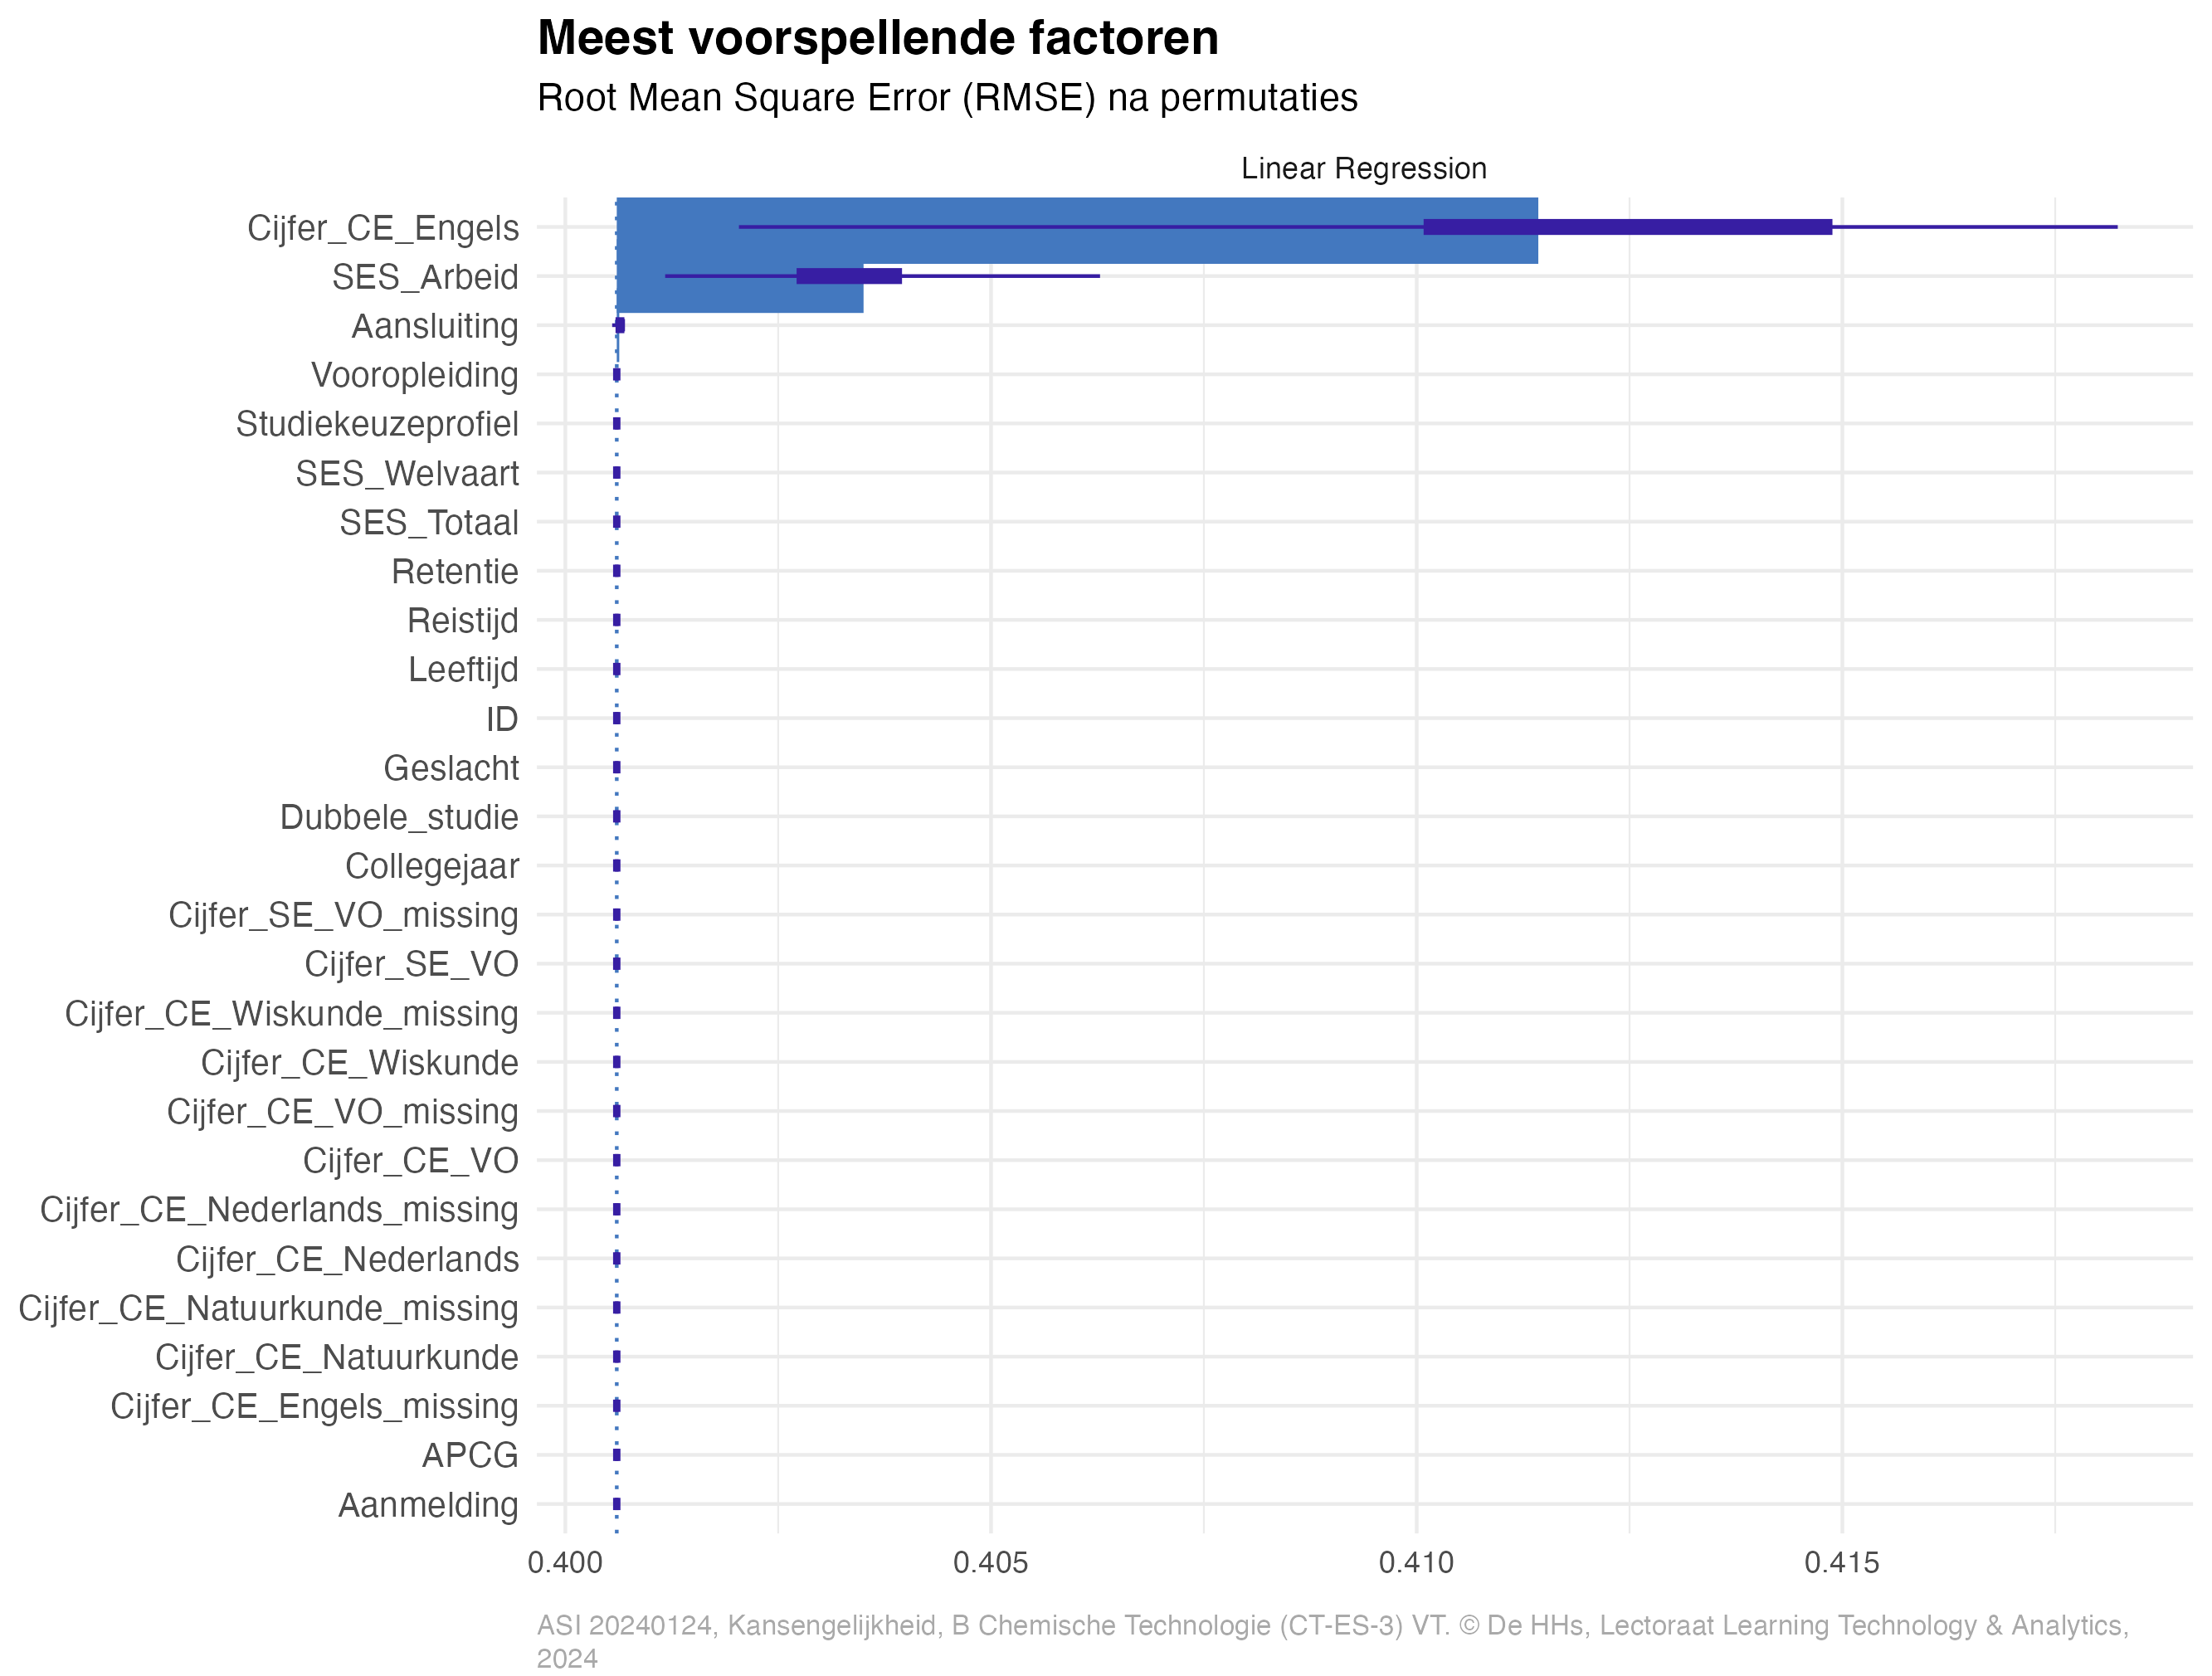 Meest voorspellende factoren
Root Mean Square Error (RMSE) na permutaties
Linear Regression
Cijfer_CE_Engels
SES_Arbeid
Aansluiting
Vooropleiding
Studiekeuzeprofiel
SES_Welvaart
SES_Totaal
Retentie
Reistijd
Leeftijd
ID
Geslacht
Dubbele_studie
Collegejaar
Cijfer_SE_VO_missing
Cijfer_SE_VO
Cijfer_CE_Wiskunde_missing
Cijfer_CE_Wiskunde
Cijfer_CE_VO_missing
Cijfer_CE_VO
Cijfer_CE_Nederlands_missing
Cijfer_CE_Nederlands
Cijfer_CE_Natuurkunde_missing
Cijfer_CE_Natuurkunde
Cijfer_CE_Engels_missing
APCG
Aanmelding
0.400 0.405 0.410 0.415
ASI 20240124, Kansengelijkheid, B Chemische Technologie (CT-ES-3) VT. © De HHs, Lectoraat Learning Technology & Analytics,
2024